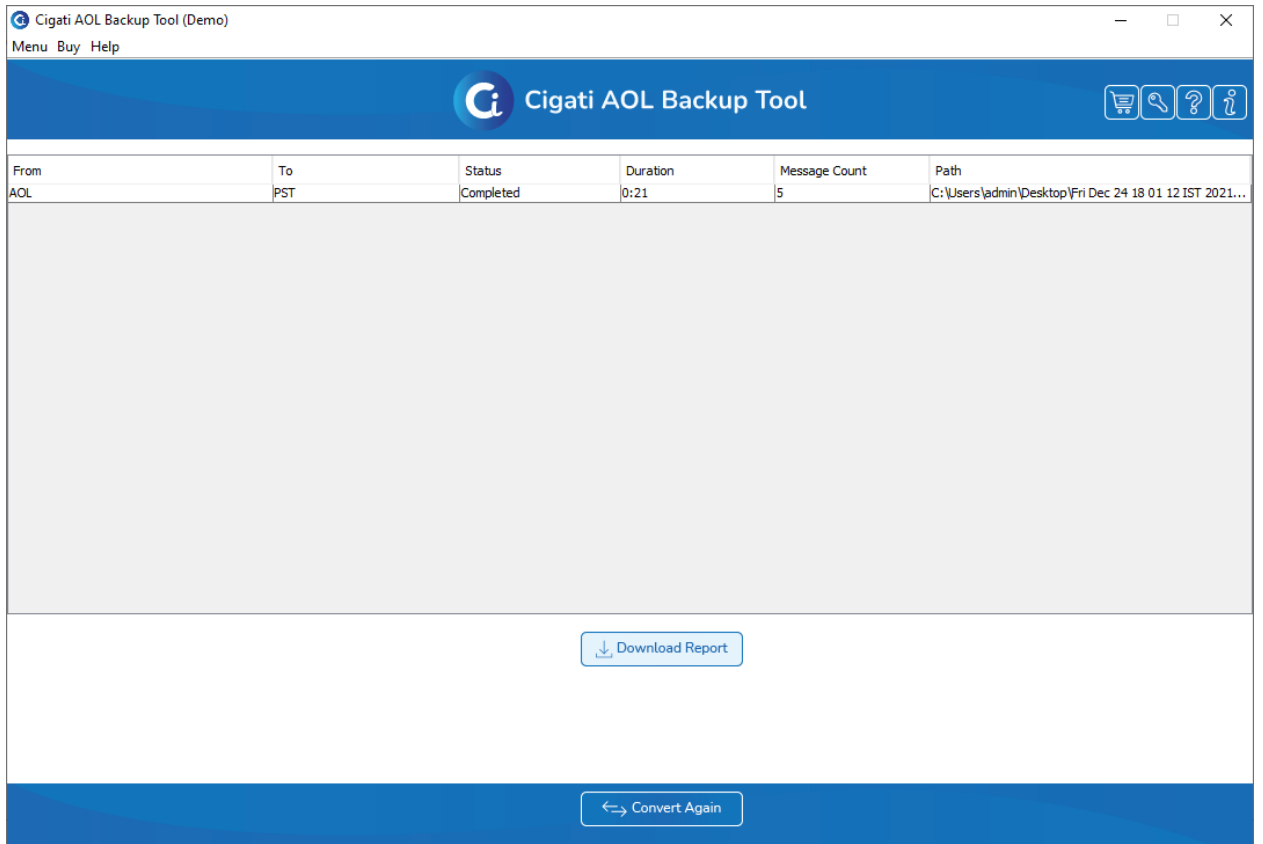 Cigati AOL Backup Tool (Demo)
Menu Buy Help
Ci Cigati AOL Backup Tool
From To Status Duration Message Count Path
AOL PST Completed 0:21 5 C:\Users\admin\Desktop\Fri Dec 24 18 01 12 IST 2021...
Download Report
Convert Again